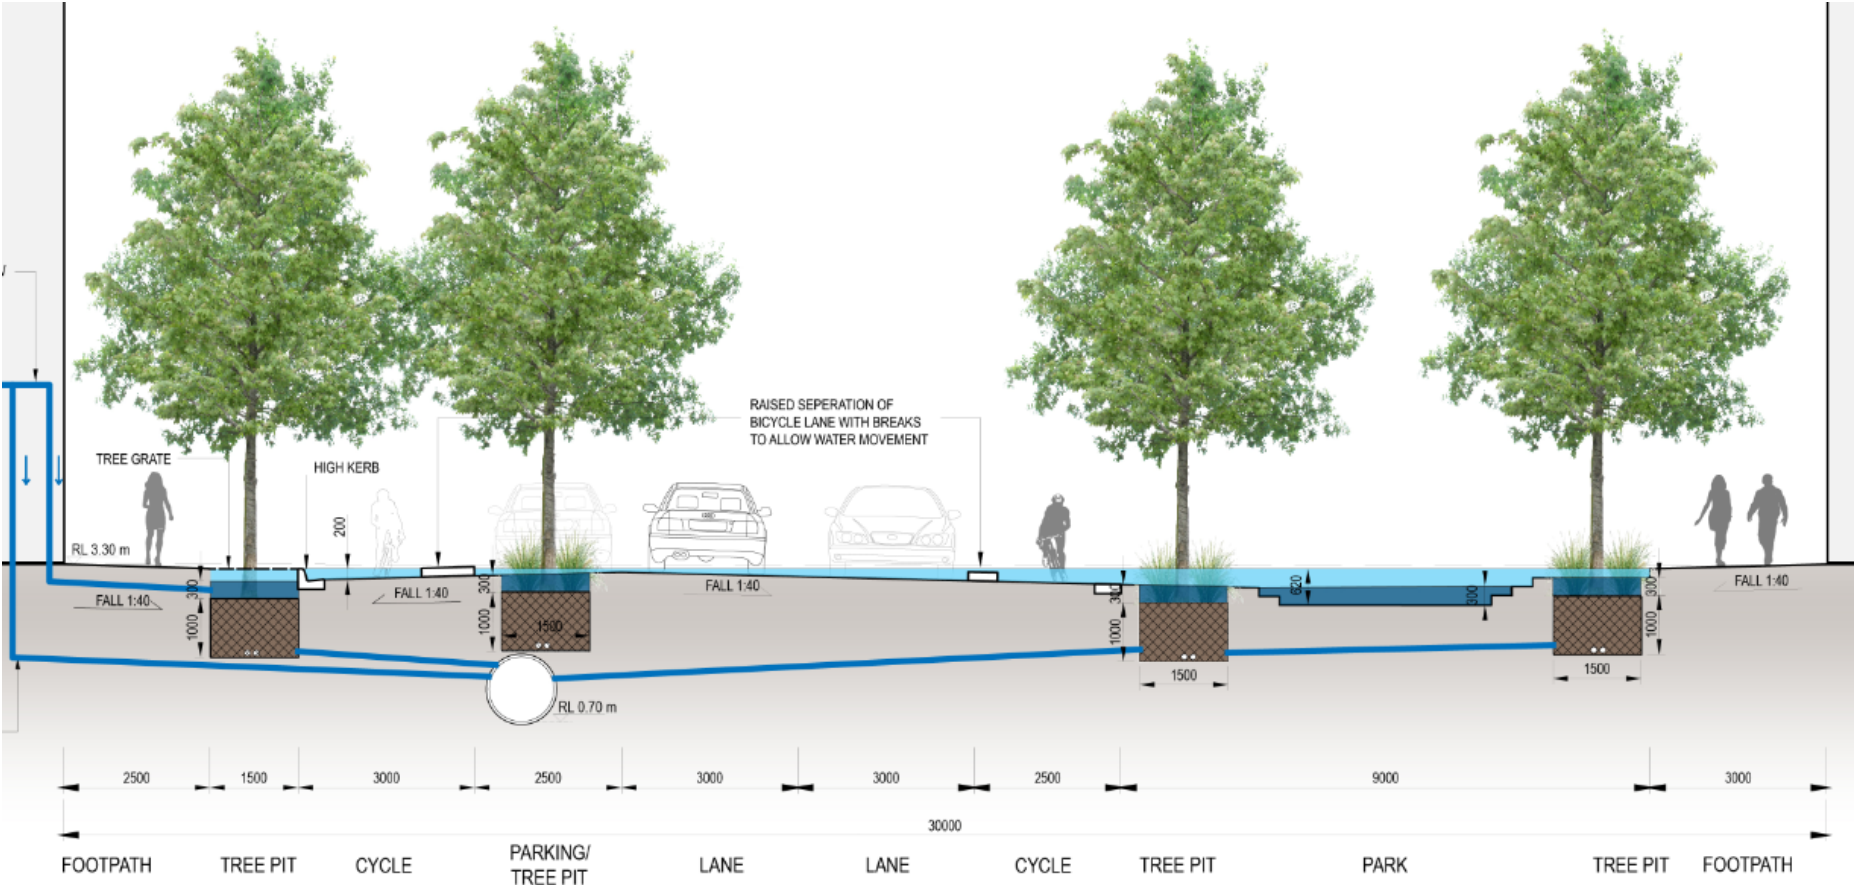 RAISED SEPERATION OF
BICYCLE LANE WITH BREAKS
TO ALLOW WATER MOVEMENT
TREE GRATE
HIGH KERB
200
RL 3.30 m
300
FALL 1:40
1000
FALL 1:40
300
1000
1500
FALL 1:40
RL 0.70 m
1000
1500
620
300
300
1000
1500
FALL 1:40
2500 1500 3000 2500 3000 3000 2500 9000 3000
30000
FOOTPATH TREE PIT CYCLE PARKING/ LANE LANE CYCLE TREE PIT PARK TREE PIT FOOTPATH
TREE PIT